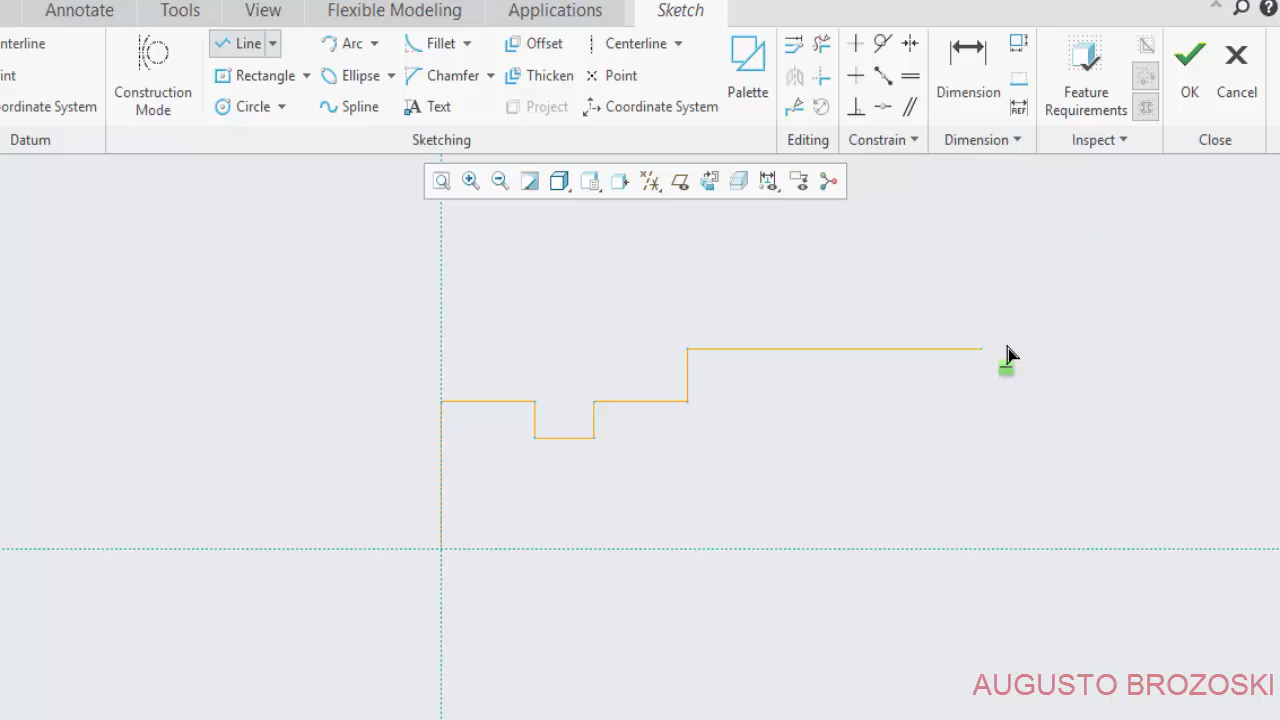 Annotate Tools View Flexible Modeling Applications Sketch
nterline Line Arc Fillet Offset Centerline
int Rectangle Ellipse Chamfer Thicken Point
oordinate System Circle Spline Text Project Coordinate System
Construction Mode
Palette
Dimension
REF
Feature Requirements
OK
Cancel
Datum Sketching Editing Constrain Dimension Inspect Close
AUGUSTO BROZOSKI